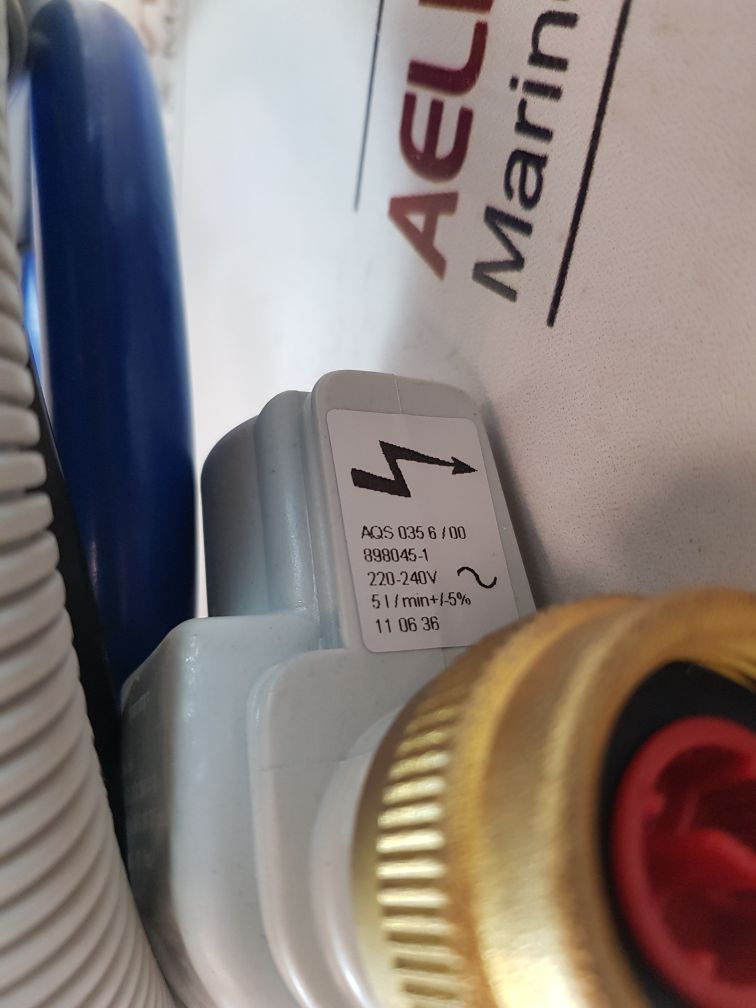 AELI
Marin
AQS 035 6 / 00
898045-1
220-240V
5 l / min+/-5%
11 06 36